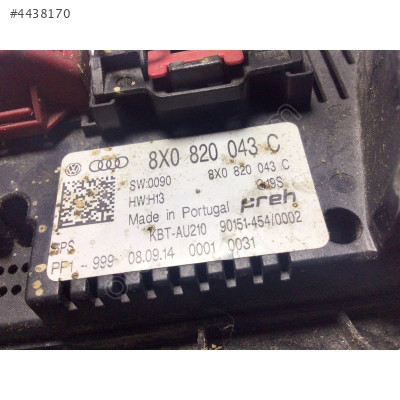 #4438170
8X0 820 043 C
SW:0090 8X0 820 043 C
HW:H13
Made in Portugal preh
KBT-AU210 90151-454/0002
PF1 -999 08.09.14 0001 0031